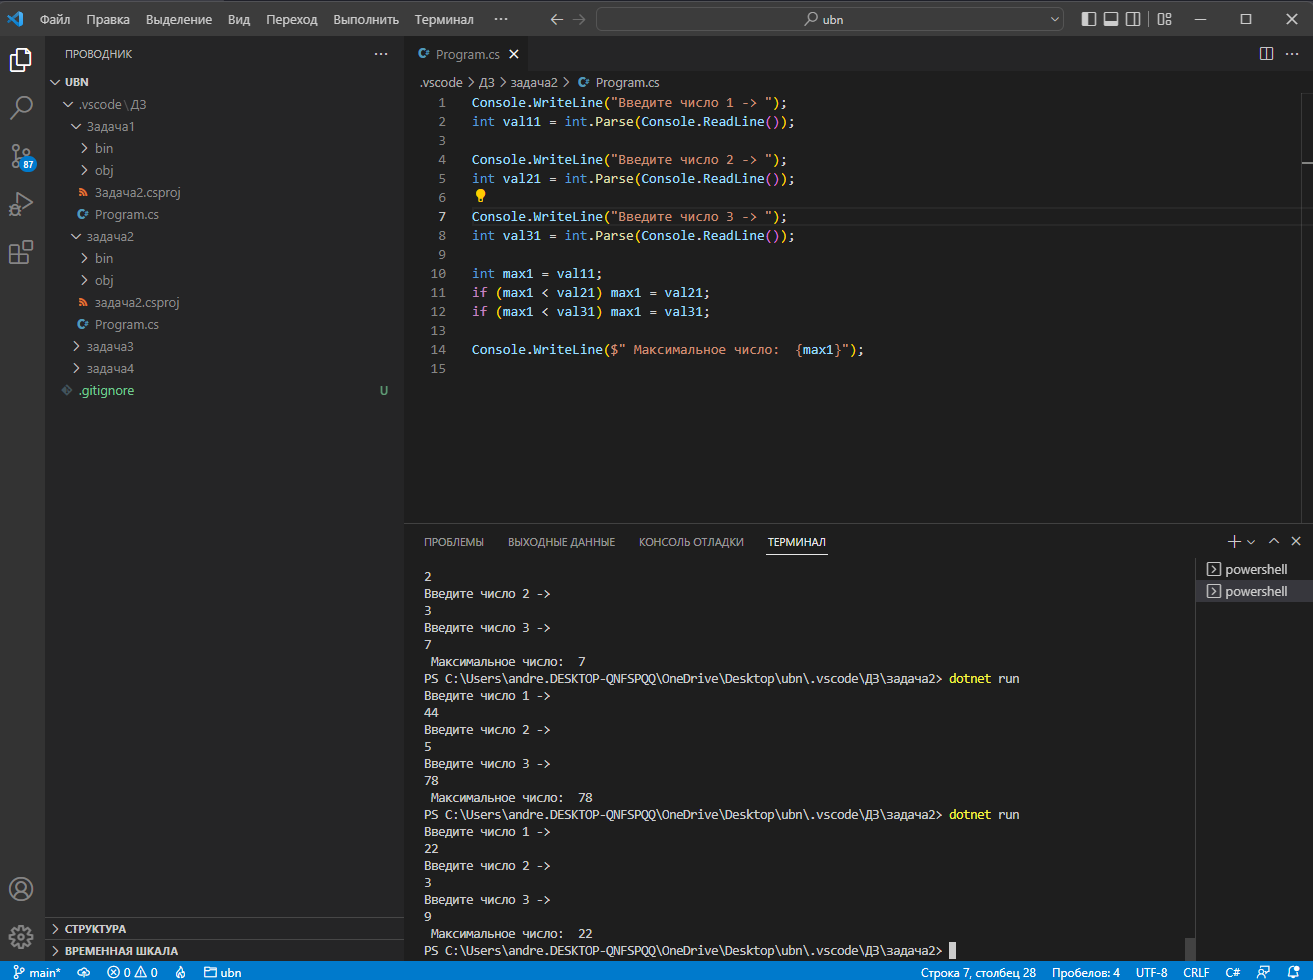 Файл Правка Выделение Вид Переход Выполнить Терминал ··· ubn
ПРОВОДНИК ···
UBN
.vscode\ДЗ
Задача1
bin
obj
Задача2.csproj
C# Program.cs
задача2
bin
obj
задача2.csproj
C# Program.cs
задача3
задача4
.gitignore U
СТРУКТУРА
ВРЕМЕННАЯ ШКАЛА
87
C# Program.cs
.vscode > ДЗ > задача2 > C# Program.cs
1 Console.WriteLine("Введите число 1 -> ");
2 int val11 = int.Parse(Console.ReadLine());
3
4 Console.WriteLine("Введите число 2 -> ");
5 int val21 = int.Parse(Console.ReadLine());
6
7 Console.WriteLine("Введите число 3 -> ");
8 int val31 = int.Parse(Console.ReadLine());
9
10 int max1 = val11;
11 if (max1 < val21) max1 = val21;
12 if (max1 < val31) max1 = val31;
13
14 Console.WriteLine($" Максимальное число:  {max1}");
15
ПРОБЛЕМЫ ВЫХОДНЫЕ ДАННЫЕ КОНСОЛЬ ОТЛАДКИ ТЕРМИНАЛ
2
Введите число 2 ->
3
Введите число 3 ->
7
Максимальное число:  7
PS C:\Users\andre.DESKTOP-QNFSPQQ\OneDrive\Desktop\ubn\.vscode\ДЗ\задача2> dotnet run
Введите число 1 ->
44
Введите число 2 ->
5
Введите число 3 ->
78
Максимальное число:  78
PS C:\Users\andre.DESKTOP-QNFSPQQ\OneDrive\Desktop\ubn\.vscode\ДЗ\задача2> dotnet run
Введите число 1 ->
22
Введите число 2 ->
3
Введите число 3 ->
9
Максимальное число:  22
PS C:\Users\andre.DESKTOP-QNFSPQQ\OneDrive\Desktop\ubn\.vscode\ДЗ\задача2>
powershell
powershell
main* 0 0 ubn Строка 7, столбец 28 Пробелов: 4 UTF-8 CRLF C#